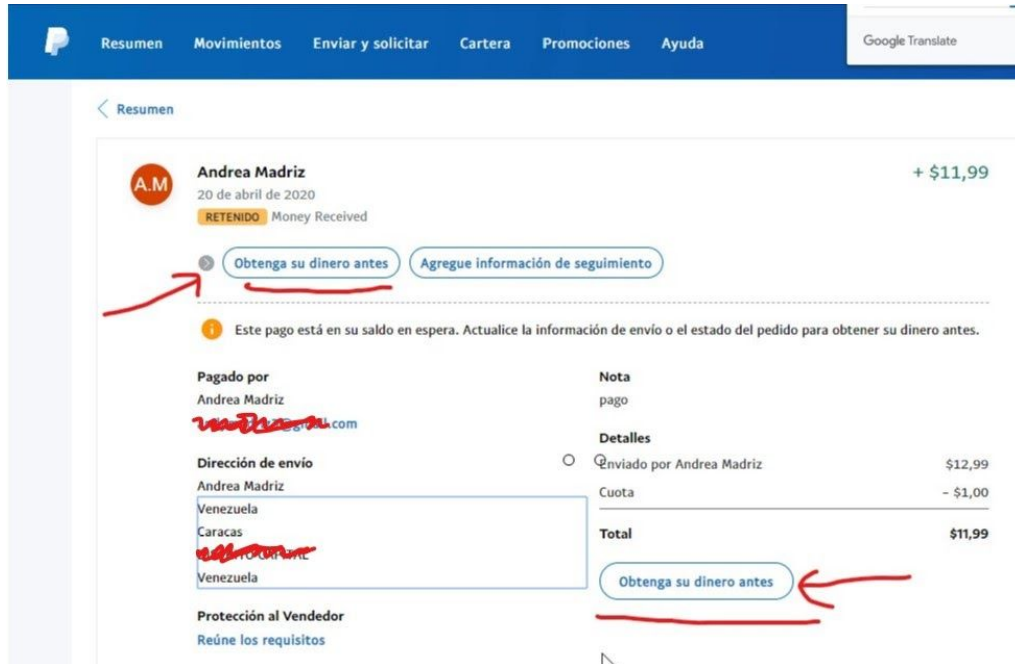 Resumen Movimientos Enviar y solicitar Cartera Promociones Ayuda
Google Translate
Resumen
A.M
Andrea Madriz
+ $11,99
20 de abril de 2020
RETENIDO Money Received
Obtenga su dinero antes Agregue información de seguimiento
Este pago está en su saldo en espera. Actualice la información de envío o el estado del pedido para obtener su dinero antes.
Pagado por
Andrea Madriz
.com
Dirección de envío
Andrea Madriz
Venezuela
Caracas
Venezuela
Protección al Vendedor
Reúne los requisitos
Nota
pago
Detalles
Enviado por Andrea Madriz $12,99
Cuota - $1,00
Total $11,99
Obtenga su dinero antes